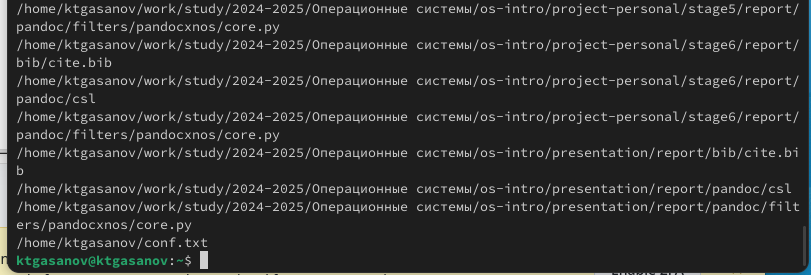 /home/ktgasanov/work/study/2024-2025/Операционные системы/os-intro/project-personal/stage5/report/
pandoc/filters/pandocxnos/core.py
/home/ktgasanov/work/study/2024-2025/Операционные системы/os-intro/project-personal/stage6/report/
bib/cite.bib
/home/ktgasanov/work/study/2024-2025/Операционные системы/os-intro/project-personal/stage6/report/
pandoc/csl
/home/ktgasanov/work/study/2024-2025/Операционные системы/os-intro/project-personal/stage6/report/
pandoc/filters/pandocxnos/core.py
/home/ktgasanov/work/study/2024-2025/Операционные системы/os-intro/presentation/report/bib/cite.bi
b
/home/ktgasanov/work/study/2024-2025/Операционные системы/os-intro/presentation/report/pandoc/csl
/home/ktgasanov/work/study/2024-2025/Операционные системы/os-intro/presentation/report/pandoc/filt
ers/pandocxnos/core.py
/home/ktgasanov/conf.txt
ktgasanov@ktgasanov:~$